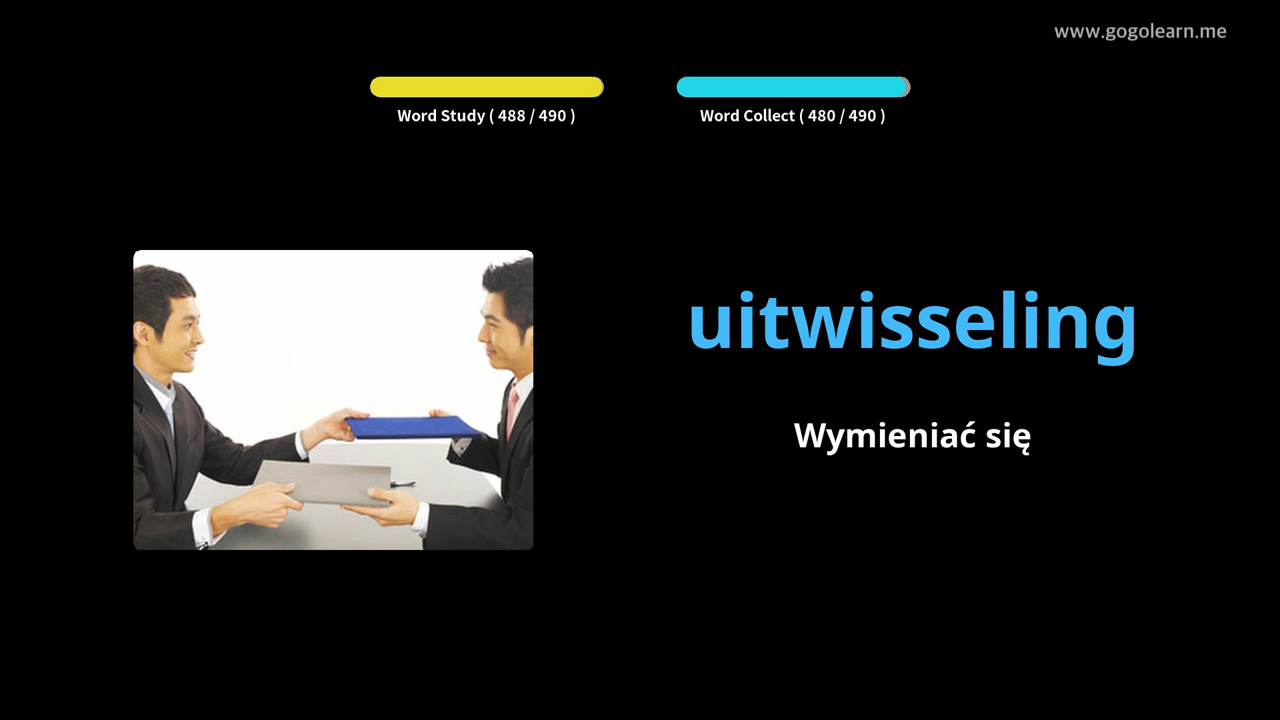 www.gogolearn.me
Word Study ( 488 / 490 )
Word Collect ( 480 / 490 )
uitwisseling
Wymieniać się